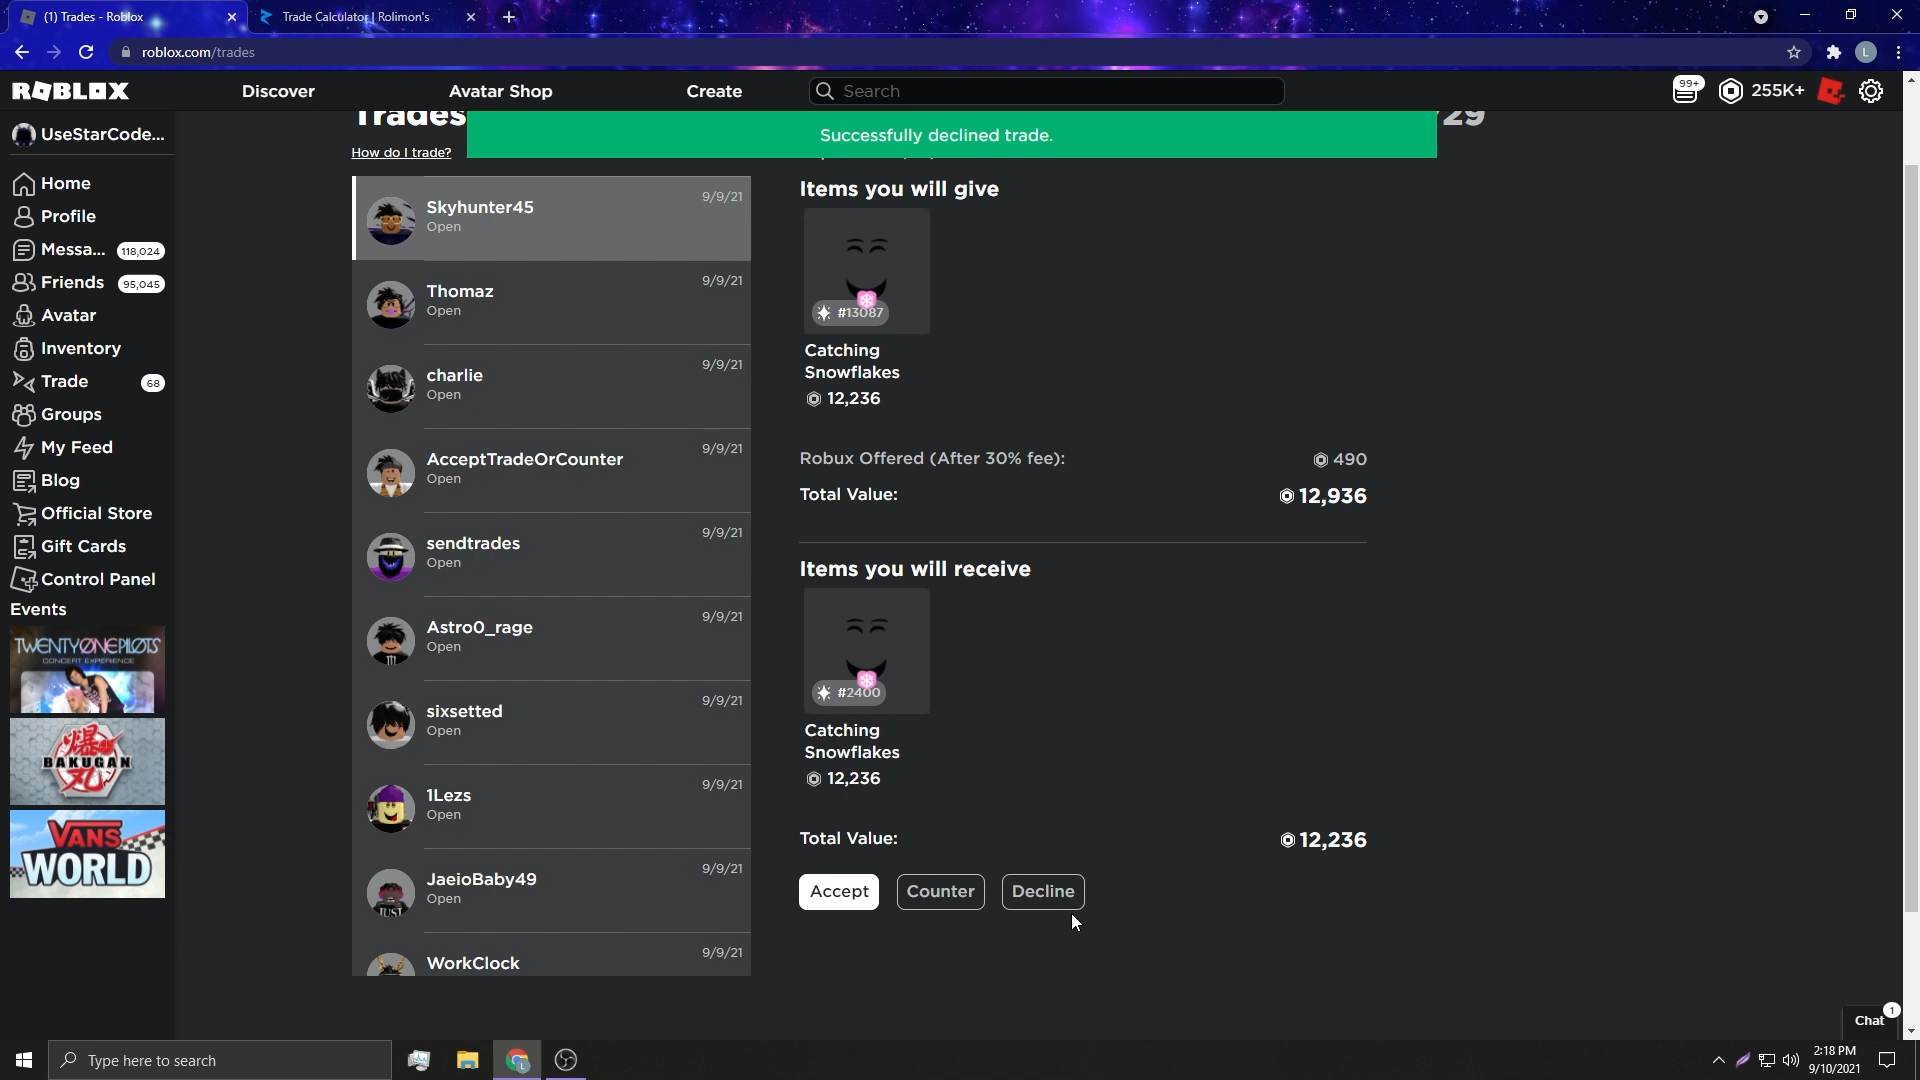 (1) Trades - Roblox
Trade Calculator | Rolimon's
roblox.com/trades
L
ROBLOX
Discover
Avatar Shop
Create
Search
99+
255K+
UseStarCode...
Home
Profile
Messa... 118,024
Friends 95,045
Avatar
Inventory
Trade 68
Groups
My Feed
Blog
Official Store
Gift Cards
Control Panel
Events
TWENTY ONE PILOTS
CONCERT EXPERIENCE
BAKUGAN
VANS
WORLD
Trades
How do I trade?
Successfully declined trade.
Skyhunter45 9/9/21
Open
Thomaz 9/9/21
Open
charlie 9/9/21
Open
AcceptTradeOrCounter 9/9/21
Open
sendtrades 9/9/21
Open
Astro0_rage 9/9/21
Open
sixsetted 9/9/21
Open
1Lezs 9/9/21
Open
JaeioBaby49 9/9/21
Open
WorkClock 9/9/21
Items you will give
#13087
Catching
Snowflakes
12,236
Robux Offered (After 30% fee): 490
Total Value: 12,936
Items you will receive
#2400
Catching
Snowflakes
12,236
Total Value: 12,236
Accept
Counter
Decline
Chat 1
Type here to search
2:18 PM
9/10/2021